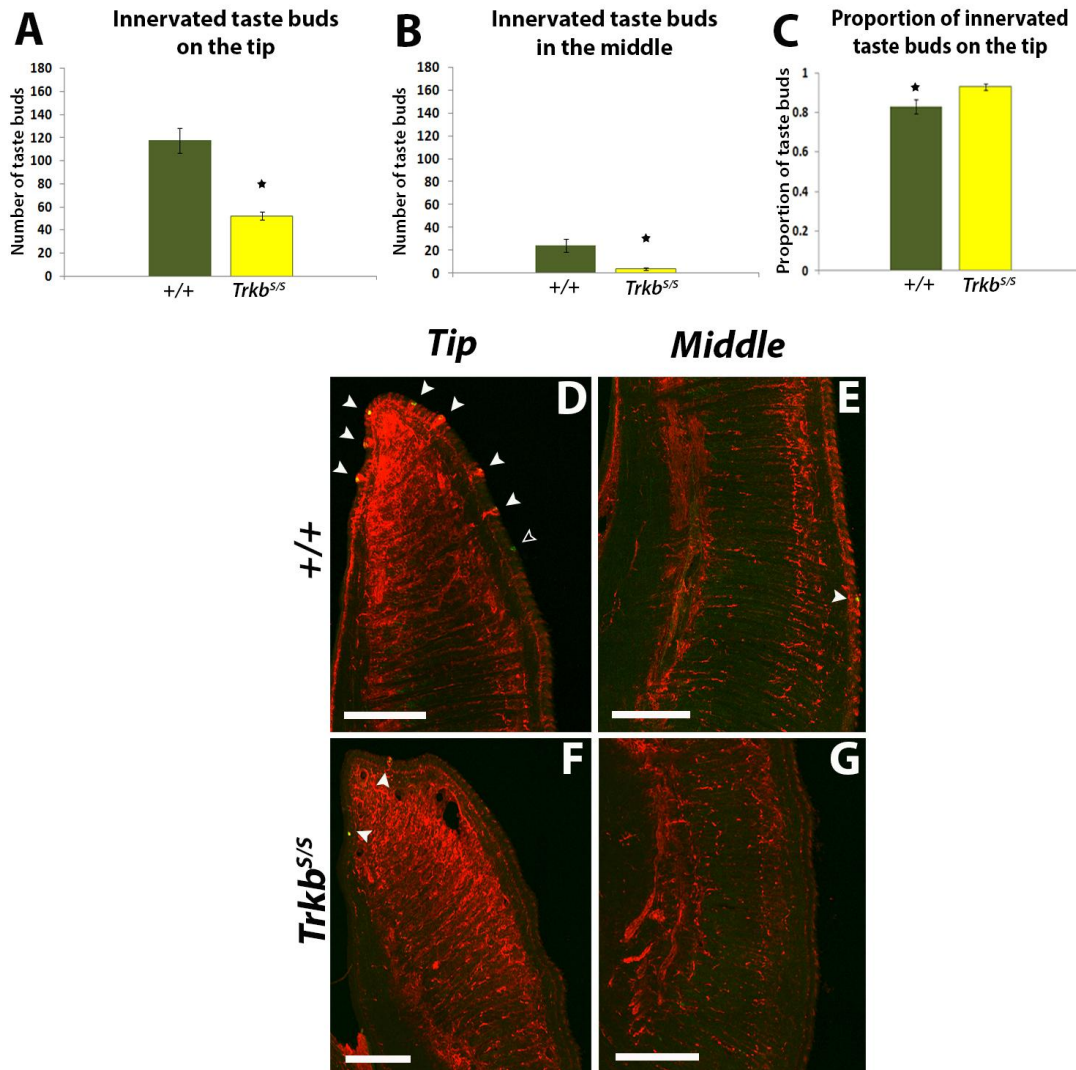 A
Innervated taste buds
on the tip
Number of taste buds
180
160
140
120
100
80
60
40
20
0
+/+
Trkb^S/S
B
Innervated taste buds
in the middle
Number of taste buds
180
160
140
120
100
80
60
40
20
0
+/+
Trkb^S/S
C
Proportion of innervated
taste buds on the tip
Proportion of taste buds
1
0.8
0.6
0.4
0.2
0
+/+
Trkb^S/S
Tip
Middle
+/+
D
E
Trkb^S/S
F
G